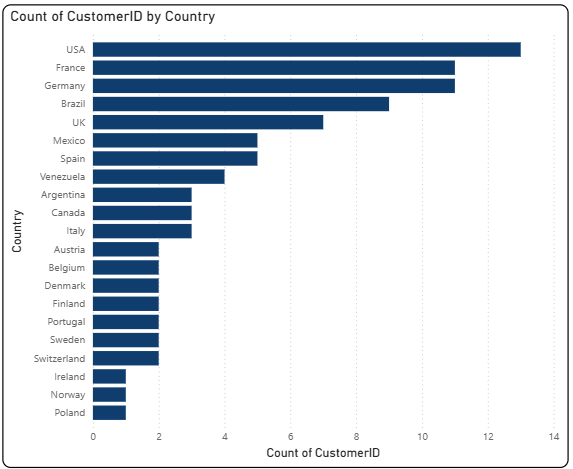 Count of CustomerID by Country
Country
USA
France
Germany
Brazil
UK
Mexico
Spain
Venezuela
Argentina
Canada
Italy
Austria
Belgium
Denmark
Finland
Portugal
Sweden
Switzerland
Ireland
Norway
Poland
0 2 4 6 8 10 12 14
Count of CustomerID